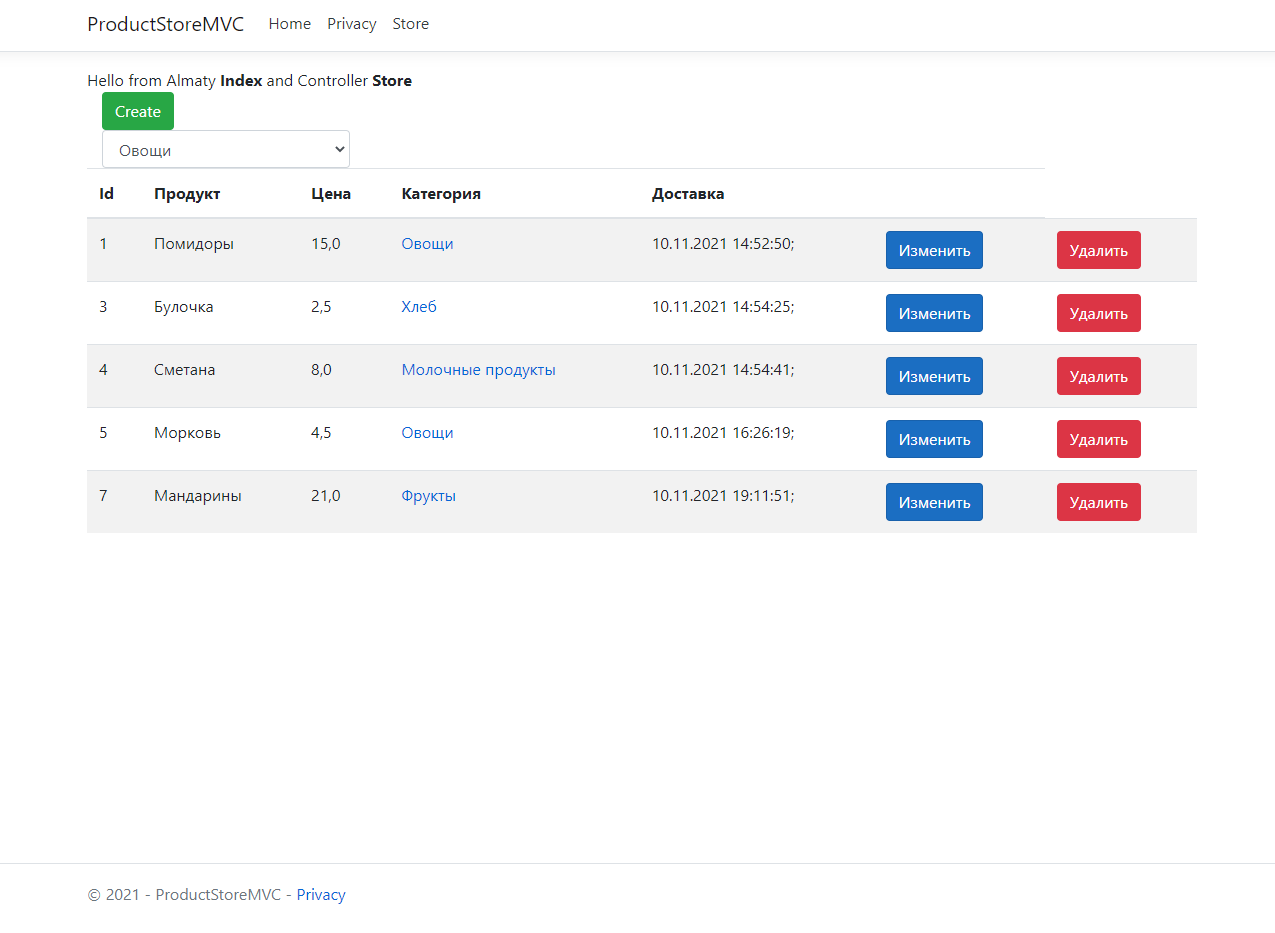 ProductStoreMVC Home Privacy Store
Hello from Almaty Index and Controller Store
Create
Овощи
Id Продукт Цена Категория Доставка
1 Помидоры 15,0 Овощи 10.11.2021 14:52:50; Изменить Удалить
3 Булочка 2,5 Хлеб 10.11.2021 14:54:25; Изменить Удалить
4 Сметана 8,0 Молочные продукты 10.11.2021 14:54:41; Изменить Удалить
5 Морковь 4,5 Овощи 10.11.2021 16:26:19; Изменить Удалить
7 Мандарины 21,0 Фрукты 10.11.2021 19:11:51; Изменить Удалить
© 2021 - ProductStoreMVC - Privacy